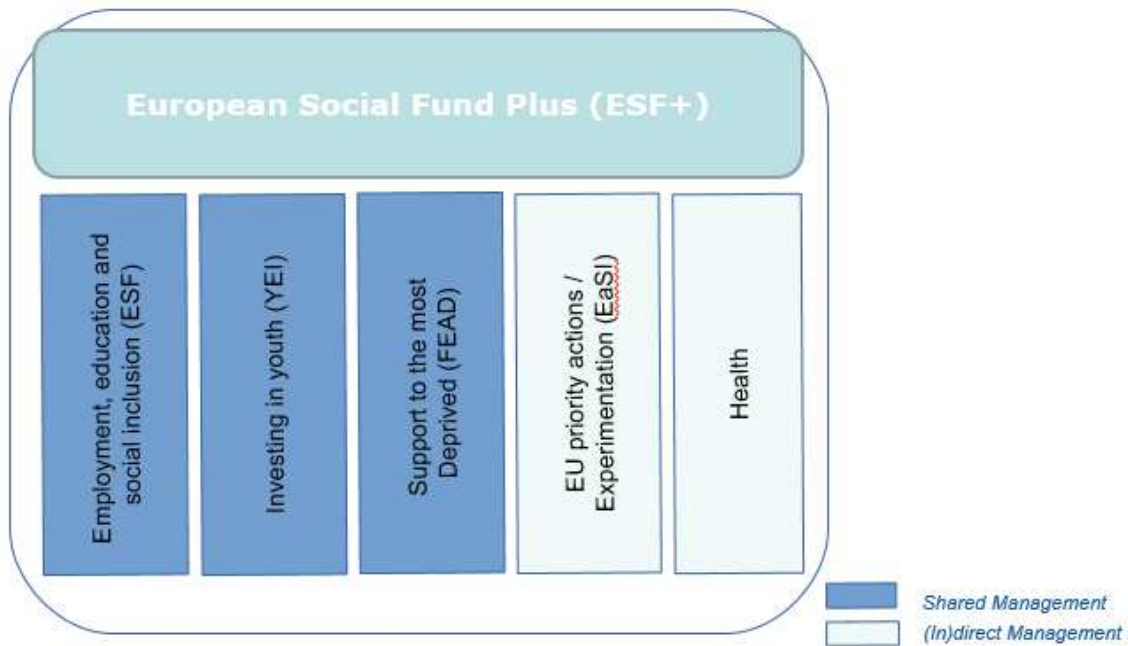 European Social Fund Plus (ESF+)
Employment, education and
social inclusion (ESF)
Investing in youth (YEI)
Support to the most
Deprived (FEAD)
EU priority actions /
Experimentation (EaSI)
Health
Shared Management
(In)direct Management